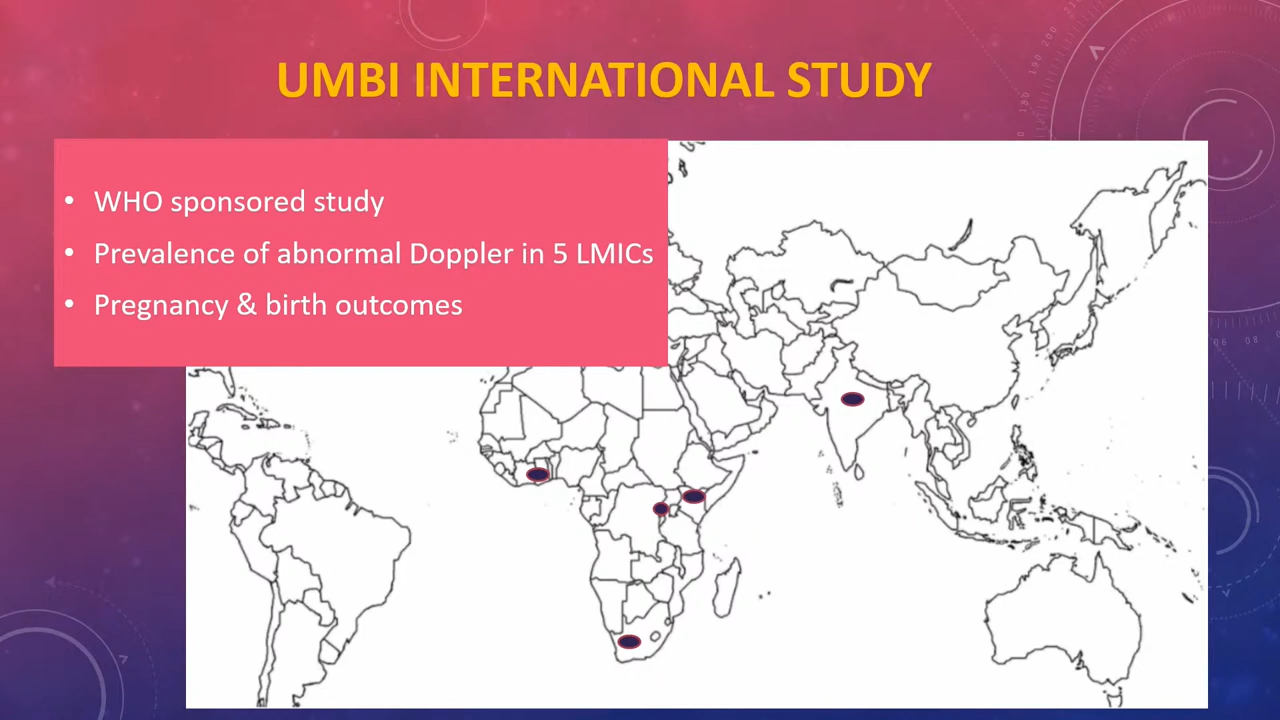 UMBI INTERNATIONAL STUDY
• WHO sponsored study
• Prevalence of abnormal Doppler in 5 LMICs
• Pregnancy & birth outcomes